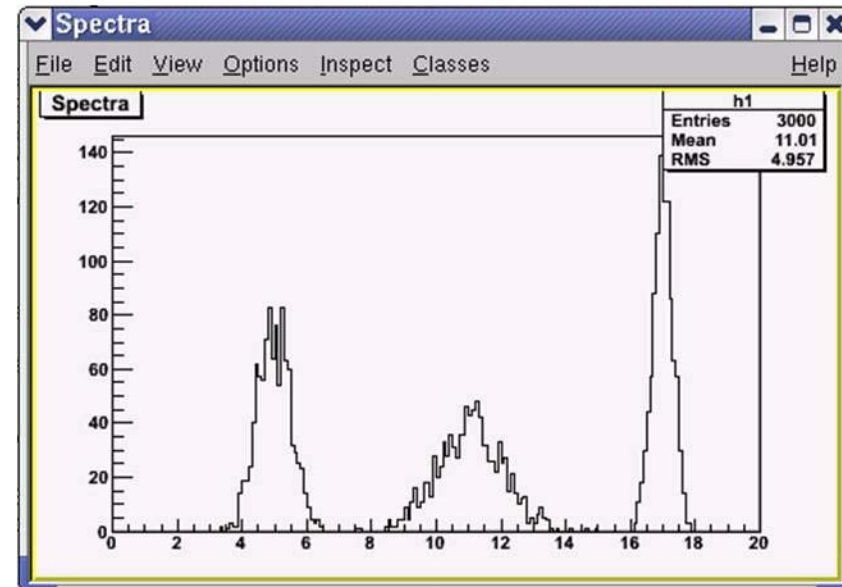 Spectra
File Edit View Options Inspect Classes Help
Spectra
h1
Entries 3000
Mean 11.01
RMS 4.957
140
120
100
80
60
40
20
0
0 2 4 6 8 10 12 14 16 18 20